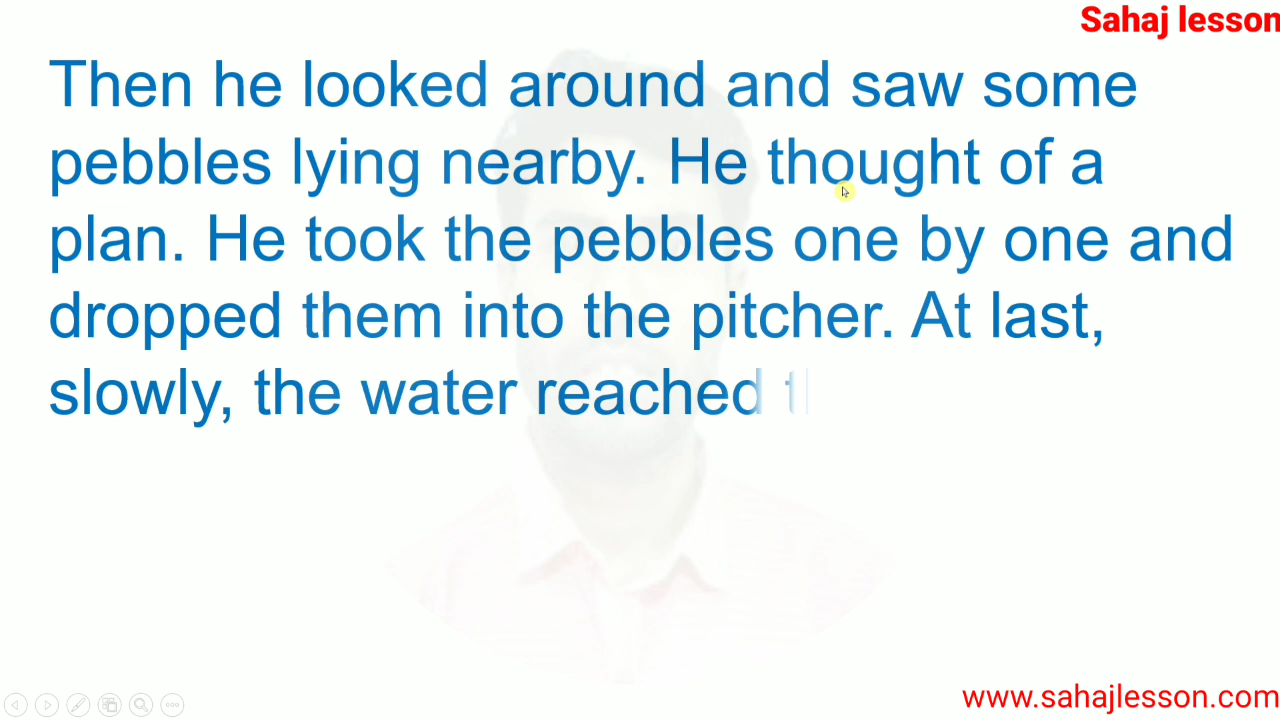 Sahaj lesson
Then he looked around and saw some
pebbles lying nearby. He thought of a
plan. He took the pebbles one by one and
dropped them into the pitcher. At last,
slowly, the water reached
www.sahajlesson.com